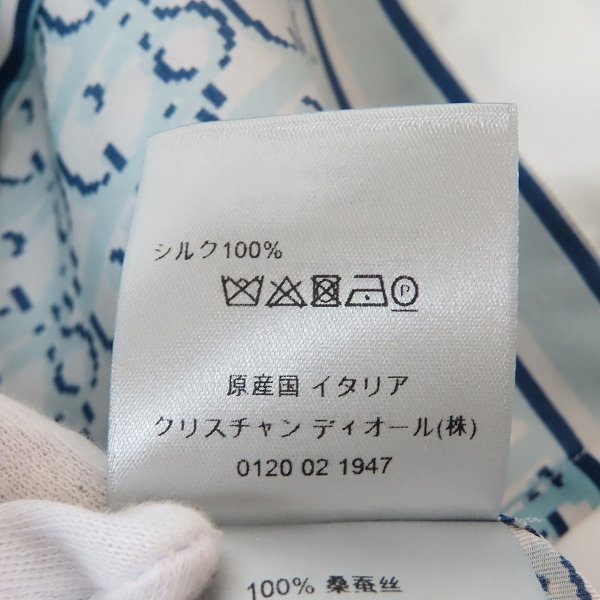 シルク100%
P
原産国 イタリア
クリスチャン ディオール(株)
0120 02 1947
100% 桑蚕丝